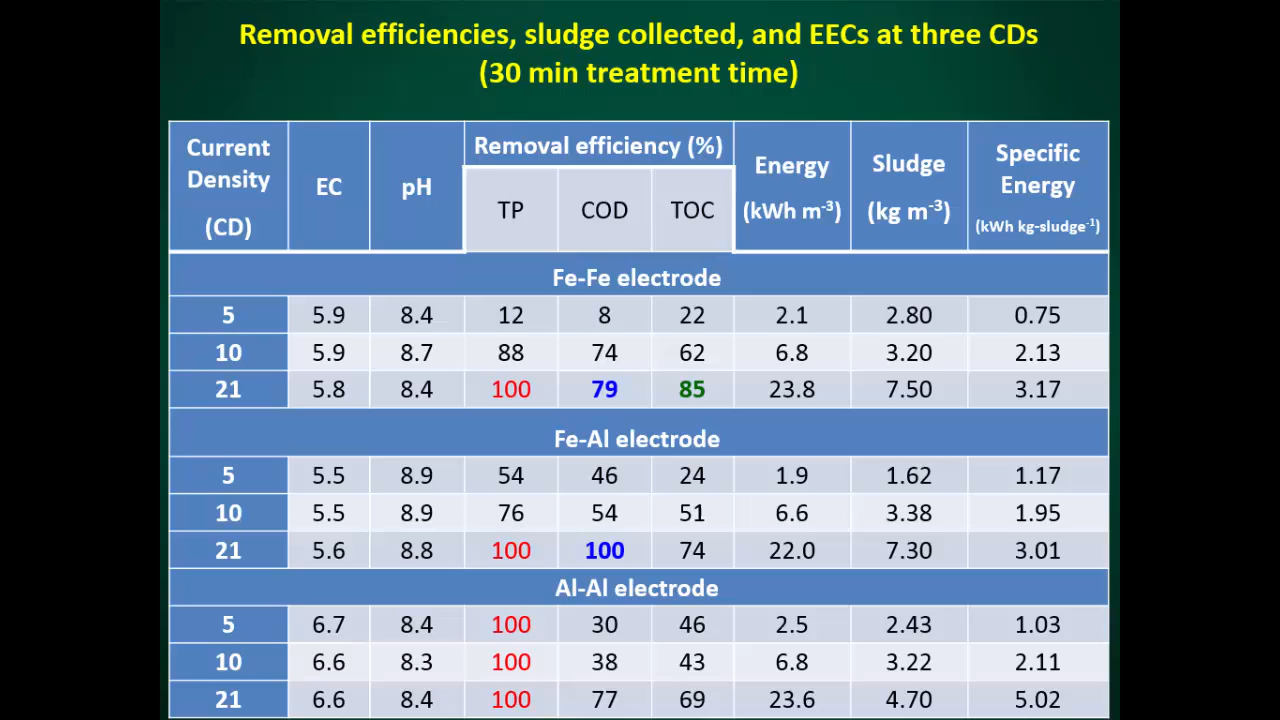 Removal efficiencies, sludge collected, and EECs at three CDs
(30 min treatment time)
Current Density (CD) EC pH Removal efficiency (%) Energy (kWh m-3) Sludge (kg m-3) Specific Energy (kWh kg-sludge-1)
TP COD TOC
Fe-Fe electrode
5 5.9 8.4 12 8 22 2.1 2.80 0.75
10 5.9 8.7 88 74 62 6.8 3.20 2.13
21 5.8 8.4 100 79 85 23.8 7.50 3.17
Fe-Al electrode
5 5.5 8.9 54 46 24 1.9 1.62 1.17
10 5.5 8.9 76 54 51 6.6 3.38 1.95
21 5.6 8.8 100 100 74 22.0 7.30 3.01
Al-Al electrode
5 6.7 8.4 100 30 46 2.5 2.43 1.03
10 6.6 8.3 100 38 43 6.8 3.22 2.11
21 6.6 8.4 100 77 69 23.6 4.70 5.02